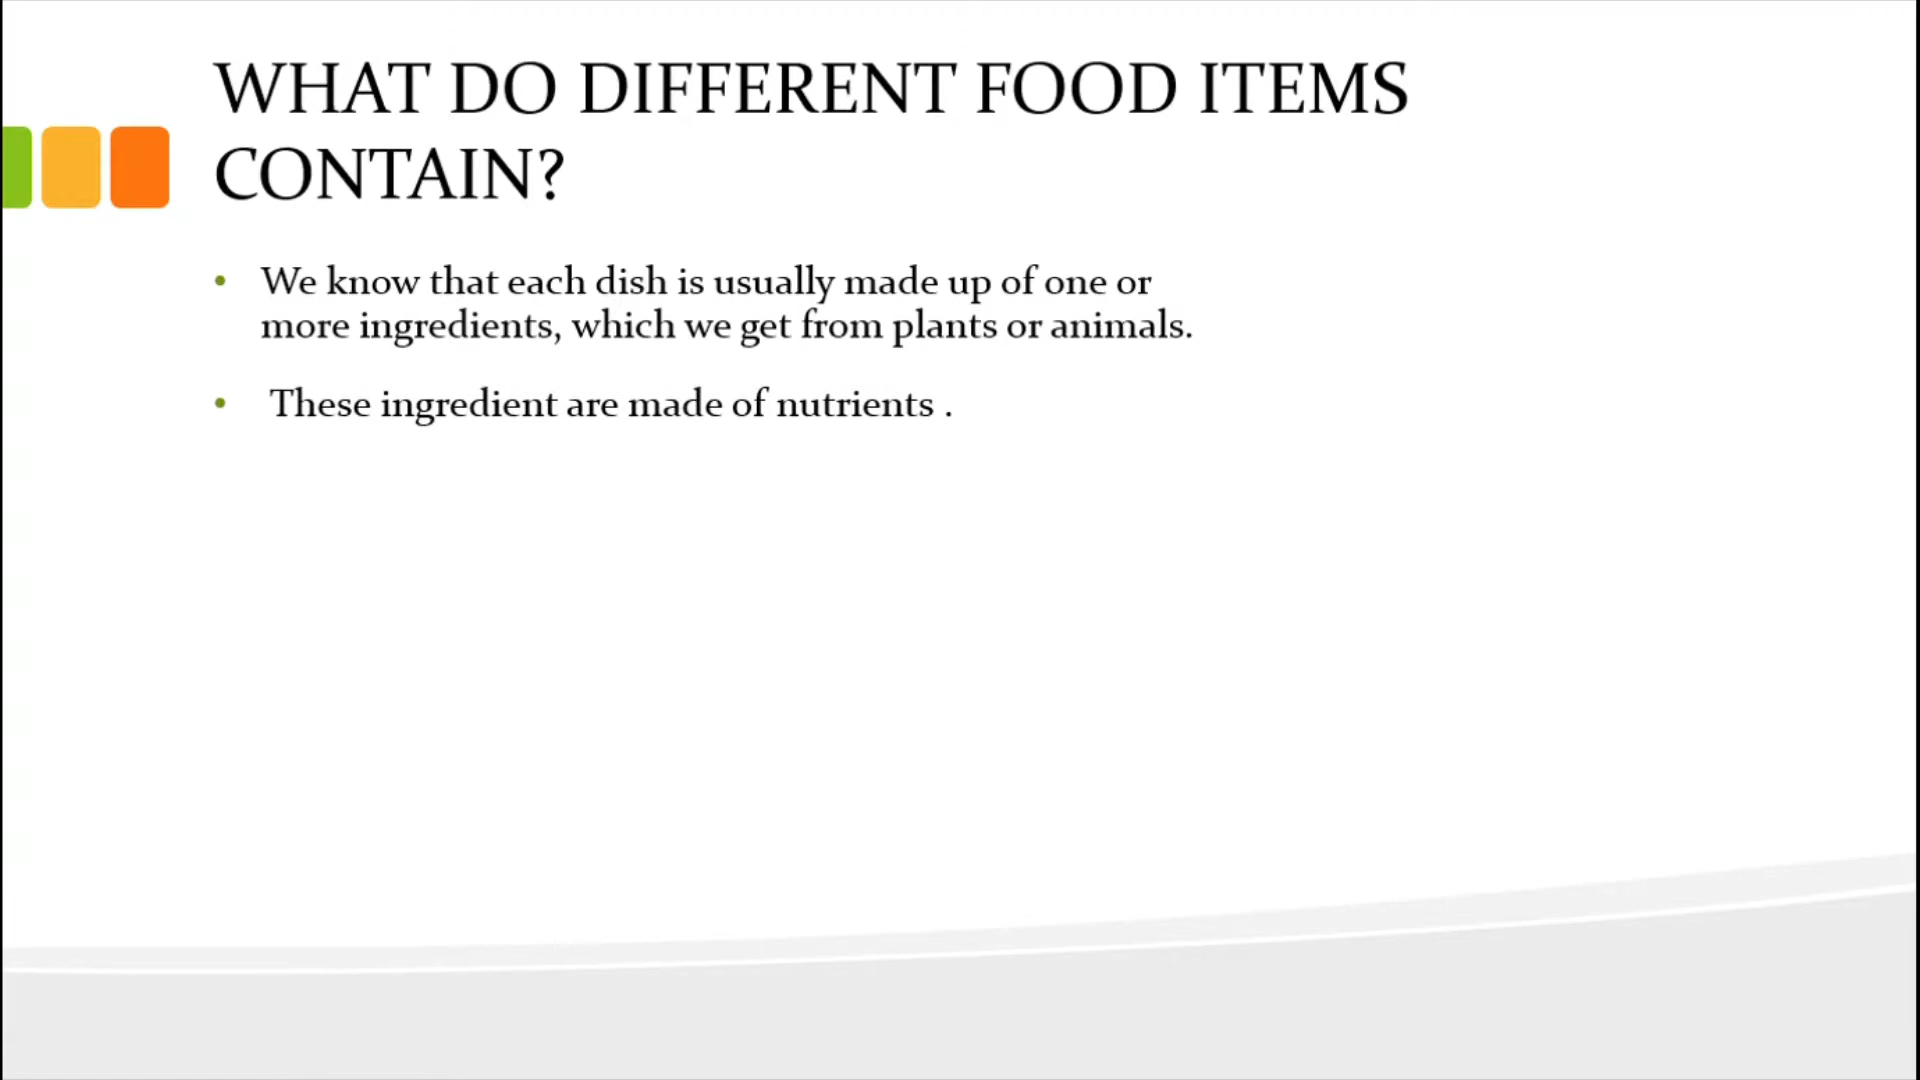 WHAT DO DIFFERENT FOOD ITEMS
CONTAIN?
• We know that each dish is usually made up of one or
more ingredients, which we get from plants or animals.
• These ingredient are made of nutrients .